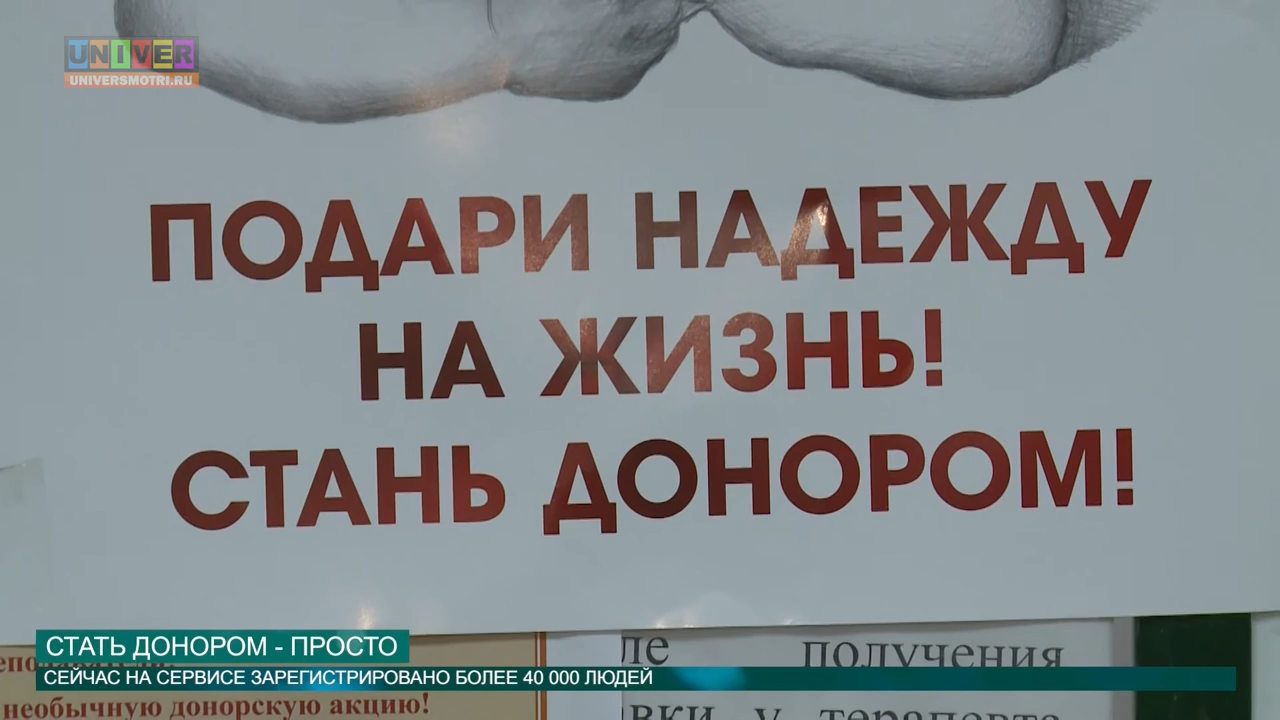 UNIVER
UNIVERSMOTRI.RU
ПОДАРИ НАДЕЖДУ
НА ЖИЗНЬ!
СТАНЬ ДОНОРОМ!
СТАТЬ ДОНОРОМ - ПРОСТО
СЕЙЧАС НА СЕРВИСЕ ЗАРЕГИСТРИРОВАНО БОЛЕЕ 40 000 ЛЮДЕЙ
получения
необычную донорскую акцию!
у терапевта